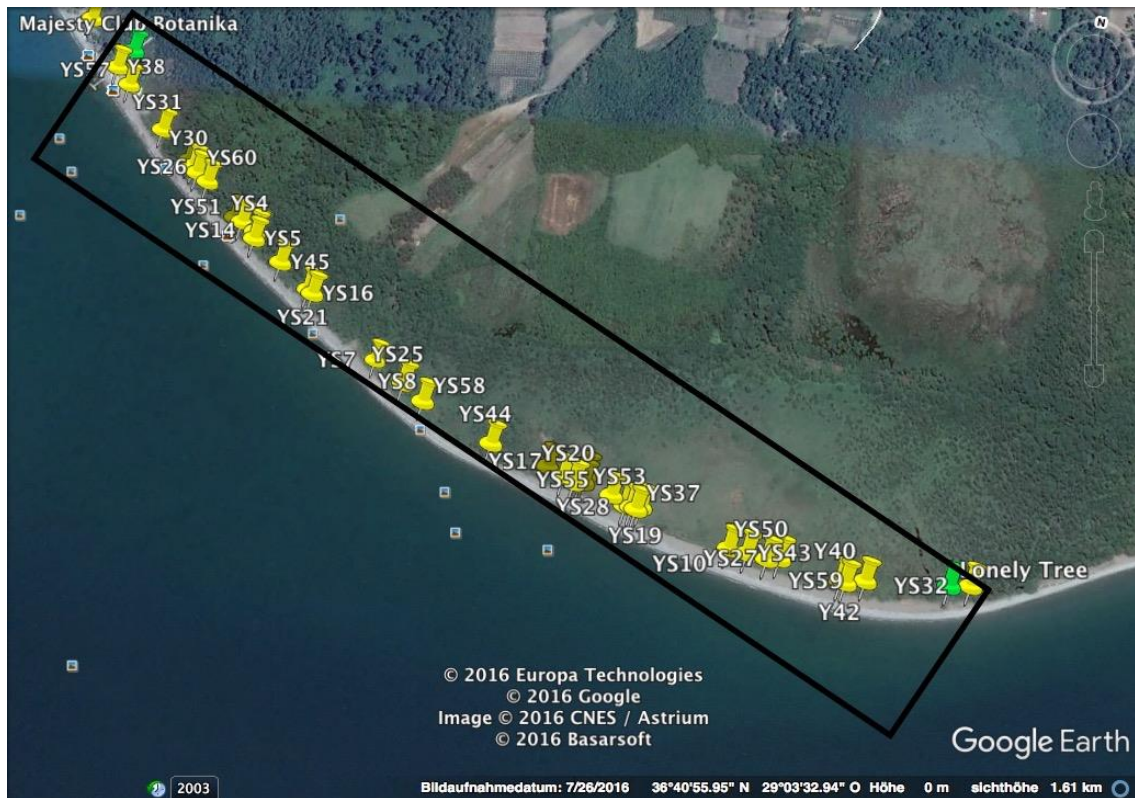 Majesty Club Botanika
N
YS57
Y38
YS31
Y30
YS26
YS60
YS51
YS4
YS14
YS5
Y45
YS16
YS21
YS7
YS25
YS8
YS58
YS44
YS17
YS20
YS55
YS53
YS28
YS37
YS19
YS50
YS10
YS27
YS43
Y40
YS59
Y42
YS32
Lonely Tree
© 2016 Europa Technologies
© 2016 Google
Image © 2016 CNES / Astrium
© 2016 Basarsoft
Google Earth
2003
Bildaufnahmedatum: 7/26/2016 36°40'55.95" N 29°03'32.94" O Höhe 0 m sichthöhe 1.61 km